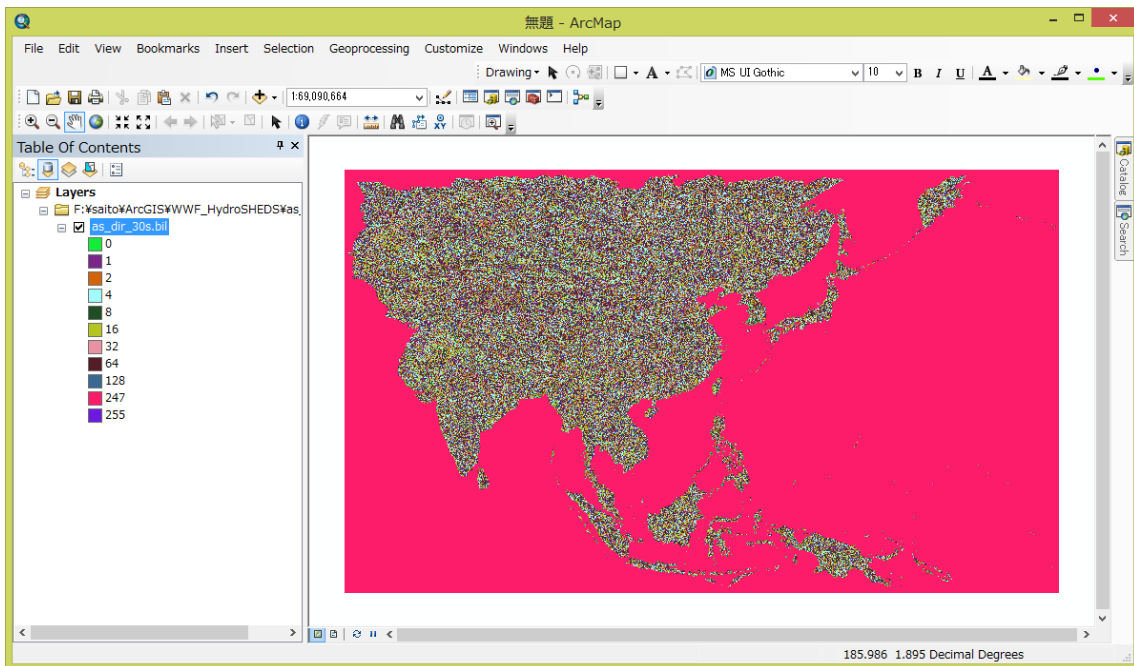 無題 - ArcMap
File Edit View Bookmarks Insert Selection Geoprocessing Customize Windows Help
Drawing A MS UI Gothic 10 B I U A
1:69,090,664
Table Of Contents
Layers
F:¥saito¥ArcGIS¥WWF_HydroSHEDS¥as_
as_dir_30s.bil
0
1
2
4
8
16
32
64
128
247
255
Catalog
Search
185.986 1.895 Decimal Degrees